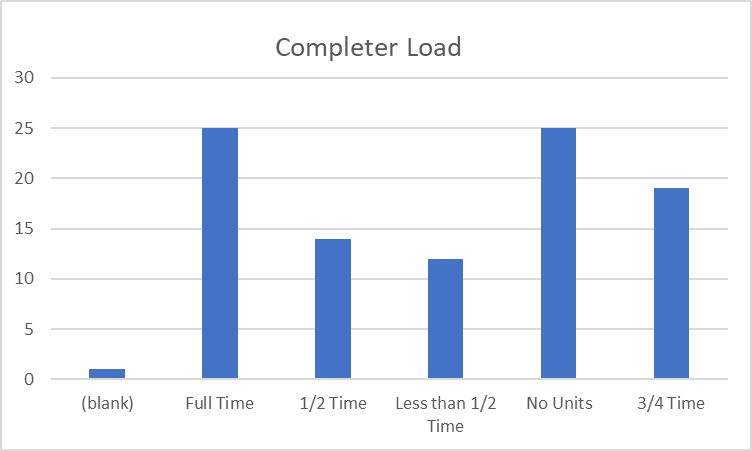 Completer Load
30
25
20
15
10
5
0
(blank)
Full Time
1/2 Time
Less than 1/2
Time
No Units
3/4 Time